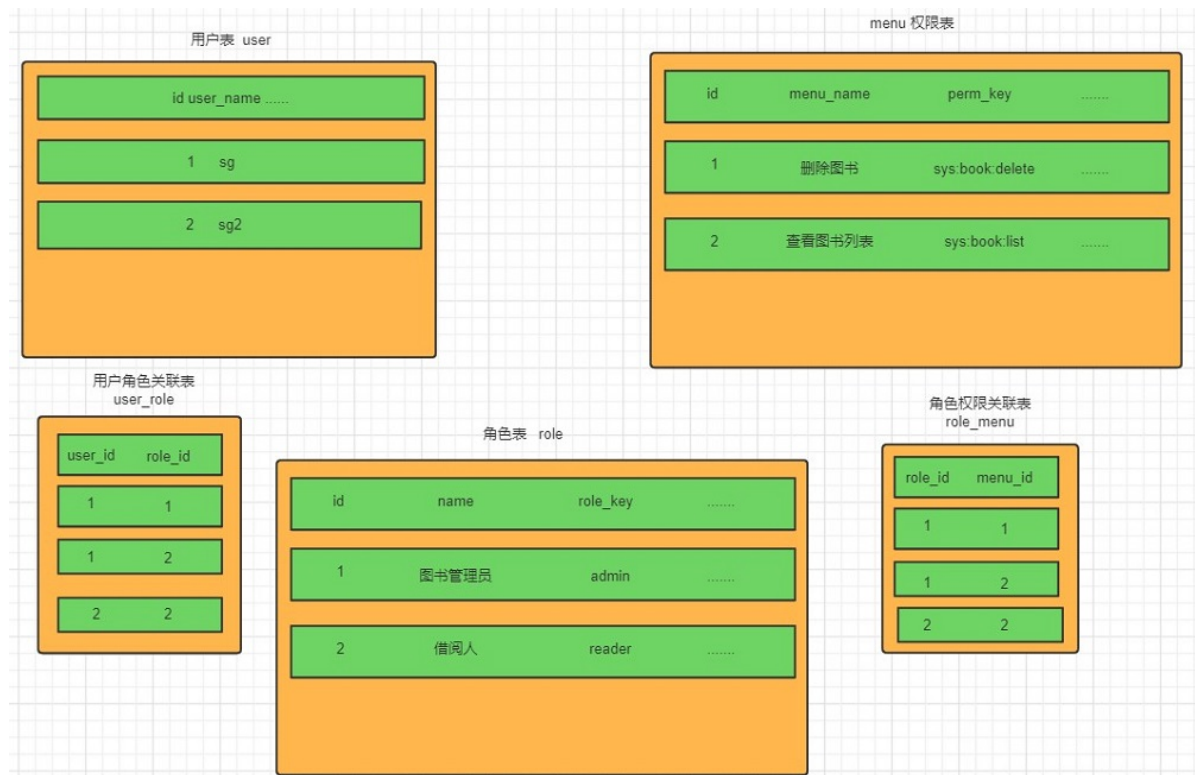 用户表 user
id user_name ......
1 sg
2 sg2
menu 权限表
id menu_name perm_key .......
1 删除图书 sys:book:delete .......
2 查看图书列表 sys:book:list .......
用户角色关联表
user_role
user_id role_id
1 1
1 2
2 2
角色表 role
id name role_key .......
1 图书管理员 admin .......
2 借阅人 reader .......
角色权限关联表
role_menu
role_id menu_id
1 1
1 2
2 2